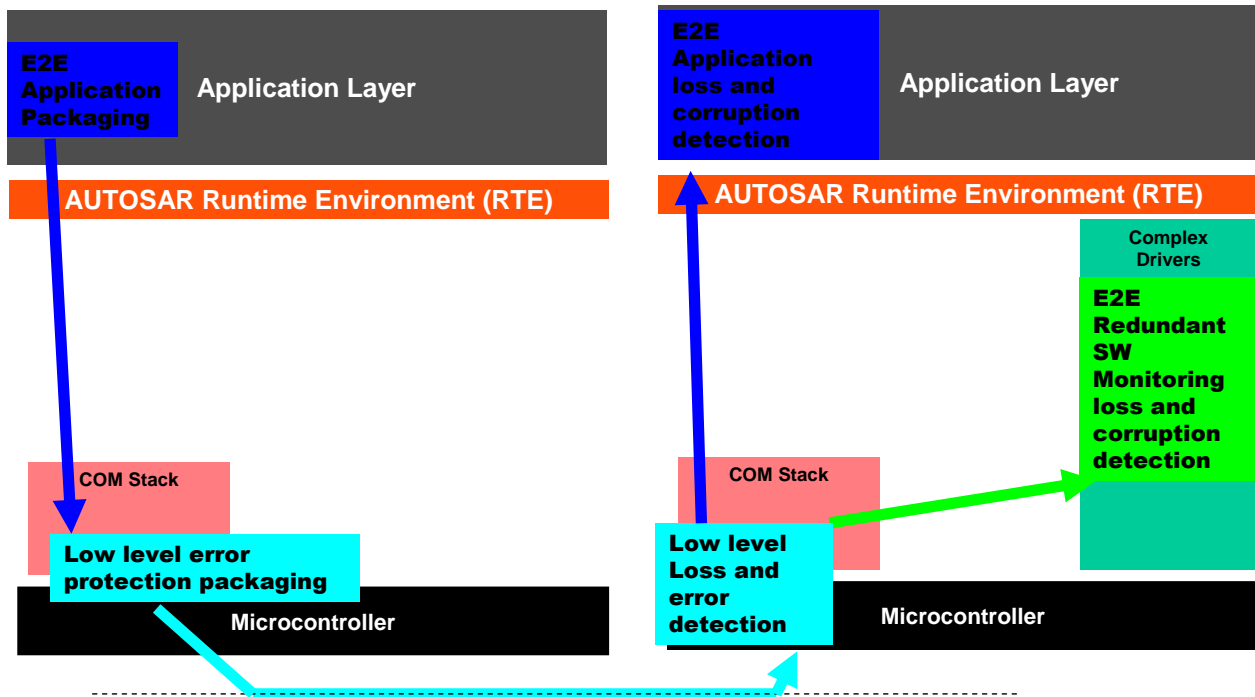 E2E
Application
Packaging
Application Layer
AUTOSAR Runtime Environment (RTE)
COM Stack
Low level error
protection packaging
Microcontroller
E2E
Application
loss and
corruption
detection
Application Layer
AUTOSAR Runtime Environment (RTE)
Complex
Drivers
E2E
Redundant
SW
Monitoring
loss and
corruption
detection
COM Stack
Low level
Loss and
error
detection
Microcontroller